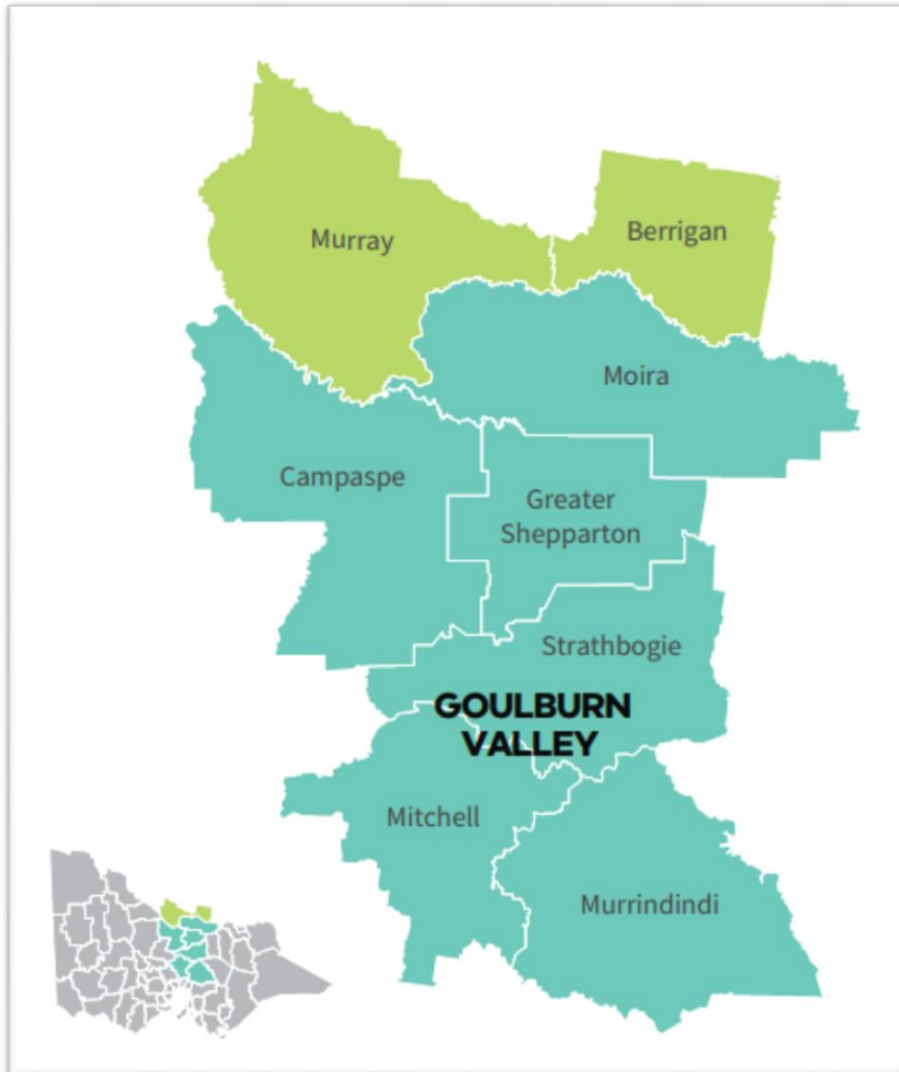 Murray
Berrigan
Moira
Campaspe
Greater
Shepparton
Strathbogie
GOULBURN
VALLEY
Mitchell
Murrindindi